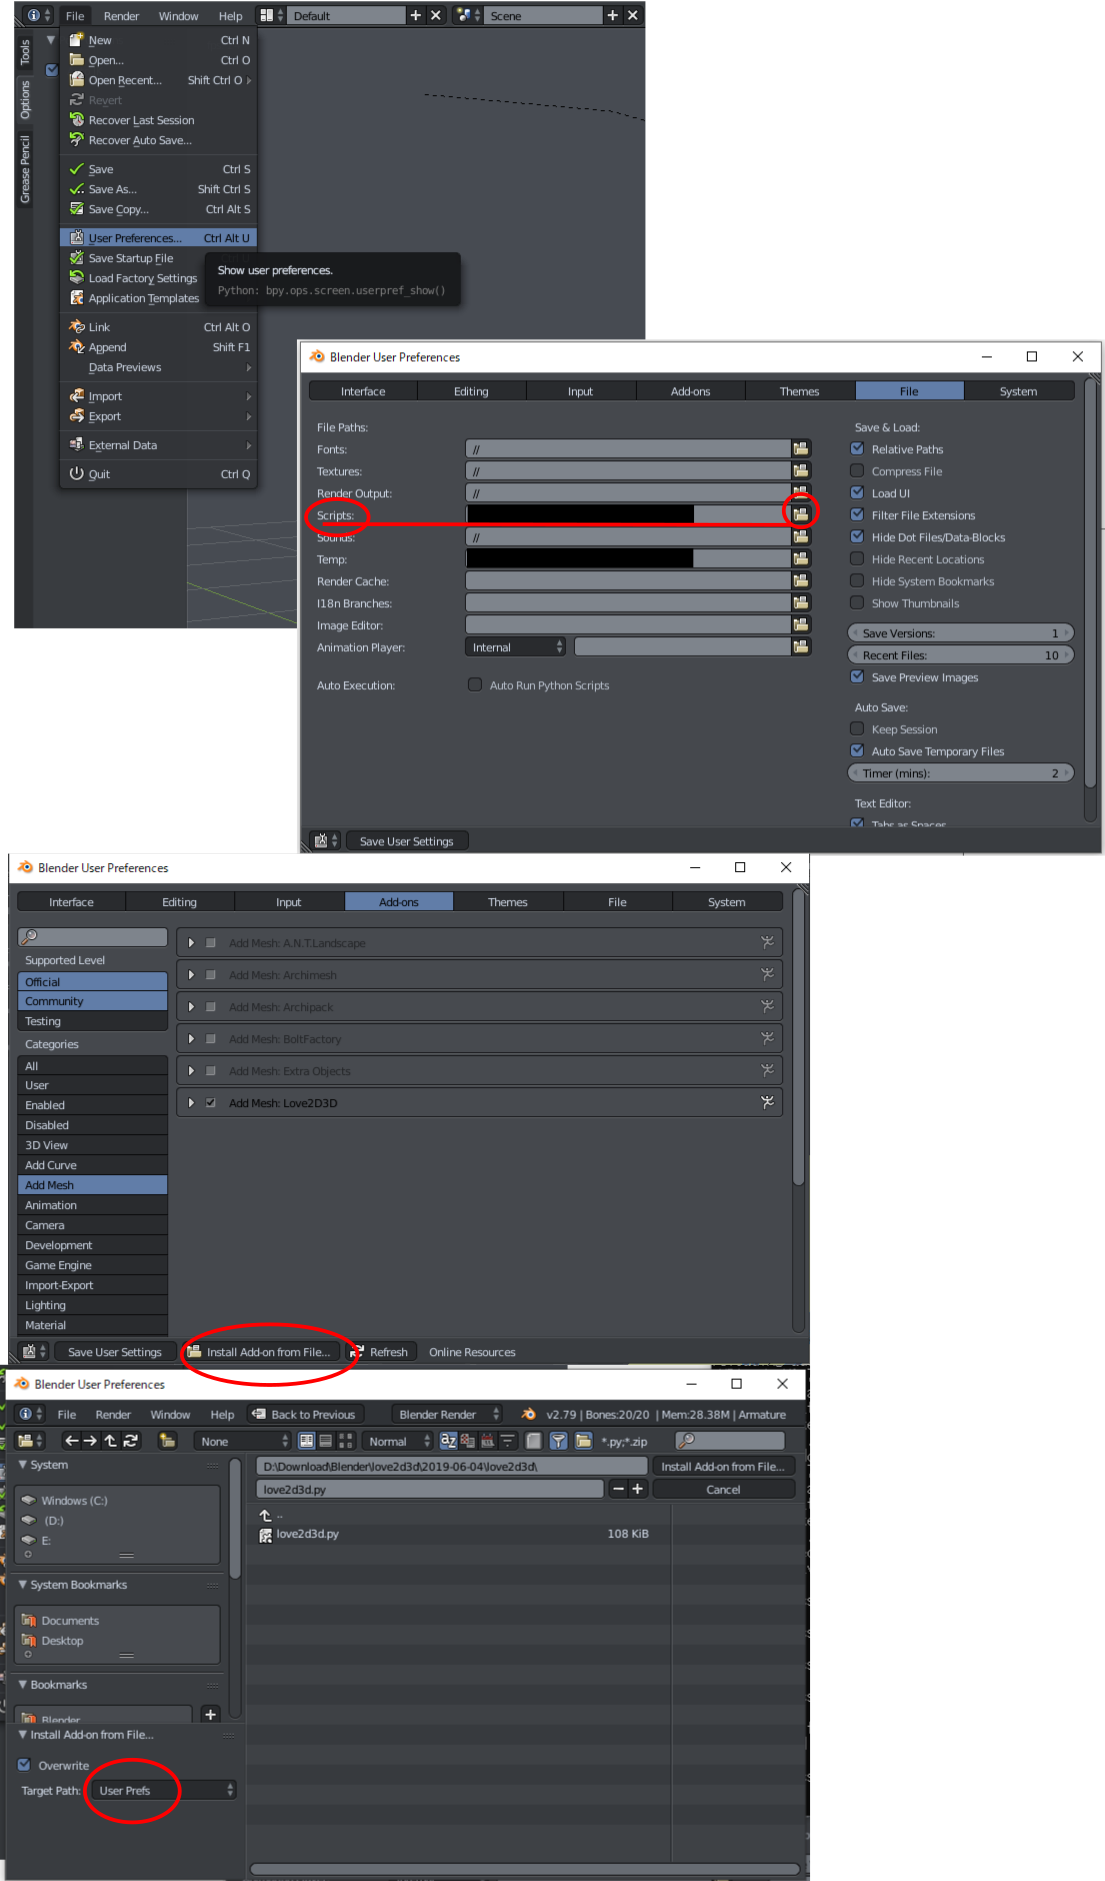 File Render Window Help Default Scene
Tools
Options
Grease Pencil
New Ctrl N
Open... Ctrl O
Open Recent... Shift Ctrl O
Revert
Recover Last Session
Recover Auto Save...
Save Ctrl S
Save As... Shift Ctrl S
Save Copy... Ctrl Alt S
User Preferences... Ctrl Alt U
Save Startup File
Load Factory Settings
Application Templates
Show user preferences.
Python: bpy.ops.screen.userpref_show()
Link Ctrl Alt O
Append Shift F1
Data Previews
Import
Export
External Data
Quit Ctrl Q
Blender User Preferences
Interface Editing Input Add-ons Themes File System
File Paths:
Fonts: //
Textures: //
Render Output: //
Scripts:
Sounds: //
Temp:
Render Cache:
I18n Branches:
Image Editor:
Animation Player: Internal
Auto Execution: Auto Run Python Scripts
Save & Load:
Relative Paths
Compress File
Load UI
Filter File Extensions
Hide Dot Files/Data-Blocks
Hide Recent Locations
Hide System Bookmarks
Show Thumbnails
Save Versions: 1
Recent Files: 10
Save Preview Images
Auto Save:
Keep Session
Auto Save Temporary Files
Timer (mins): 2
Text Editor:
Tabs as Spaces
Save User Settings
Blender User Preferences
Interface Editing Input Add-ons Themes File System
Supported Level
Official
Community
Testing
Categories
All
User
Enabled
Disabled
3D View
Add Curve
Add Mesh
Animation
Camera
Development
Game Engine
Import-Export
Lighting
Material
Add Mesh: A.N.T.Landscape
Add Mesh: Archimesh
Add Mesh: Archipack
Add Mesh: BoltFactory
Add Mesh: Extra Objects
Add Mesh: Love2D3D
Save User Settings Install Add-on from File... Refresh Online Resources
Blender User Preferences
File Render Window Help Back to Previous Blender Render v2.79 | Bones:20/20 | Mem:28.38M | Armature
None Normal *.py;*.zip
System
Windows (C:)
(D:)
E:
System Bookmarks
Documents
Desktop
Bookmarks
Blender
Install Add-on from File...
Overwrite
Target Path: User Prefs
D:\Download\Blender\love2d3d\2019-06-04\love2d3d\ Install Add-on from File...
love2d3d.py Cancel
..
love2d3d.py 108 KiB